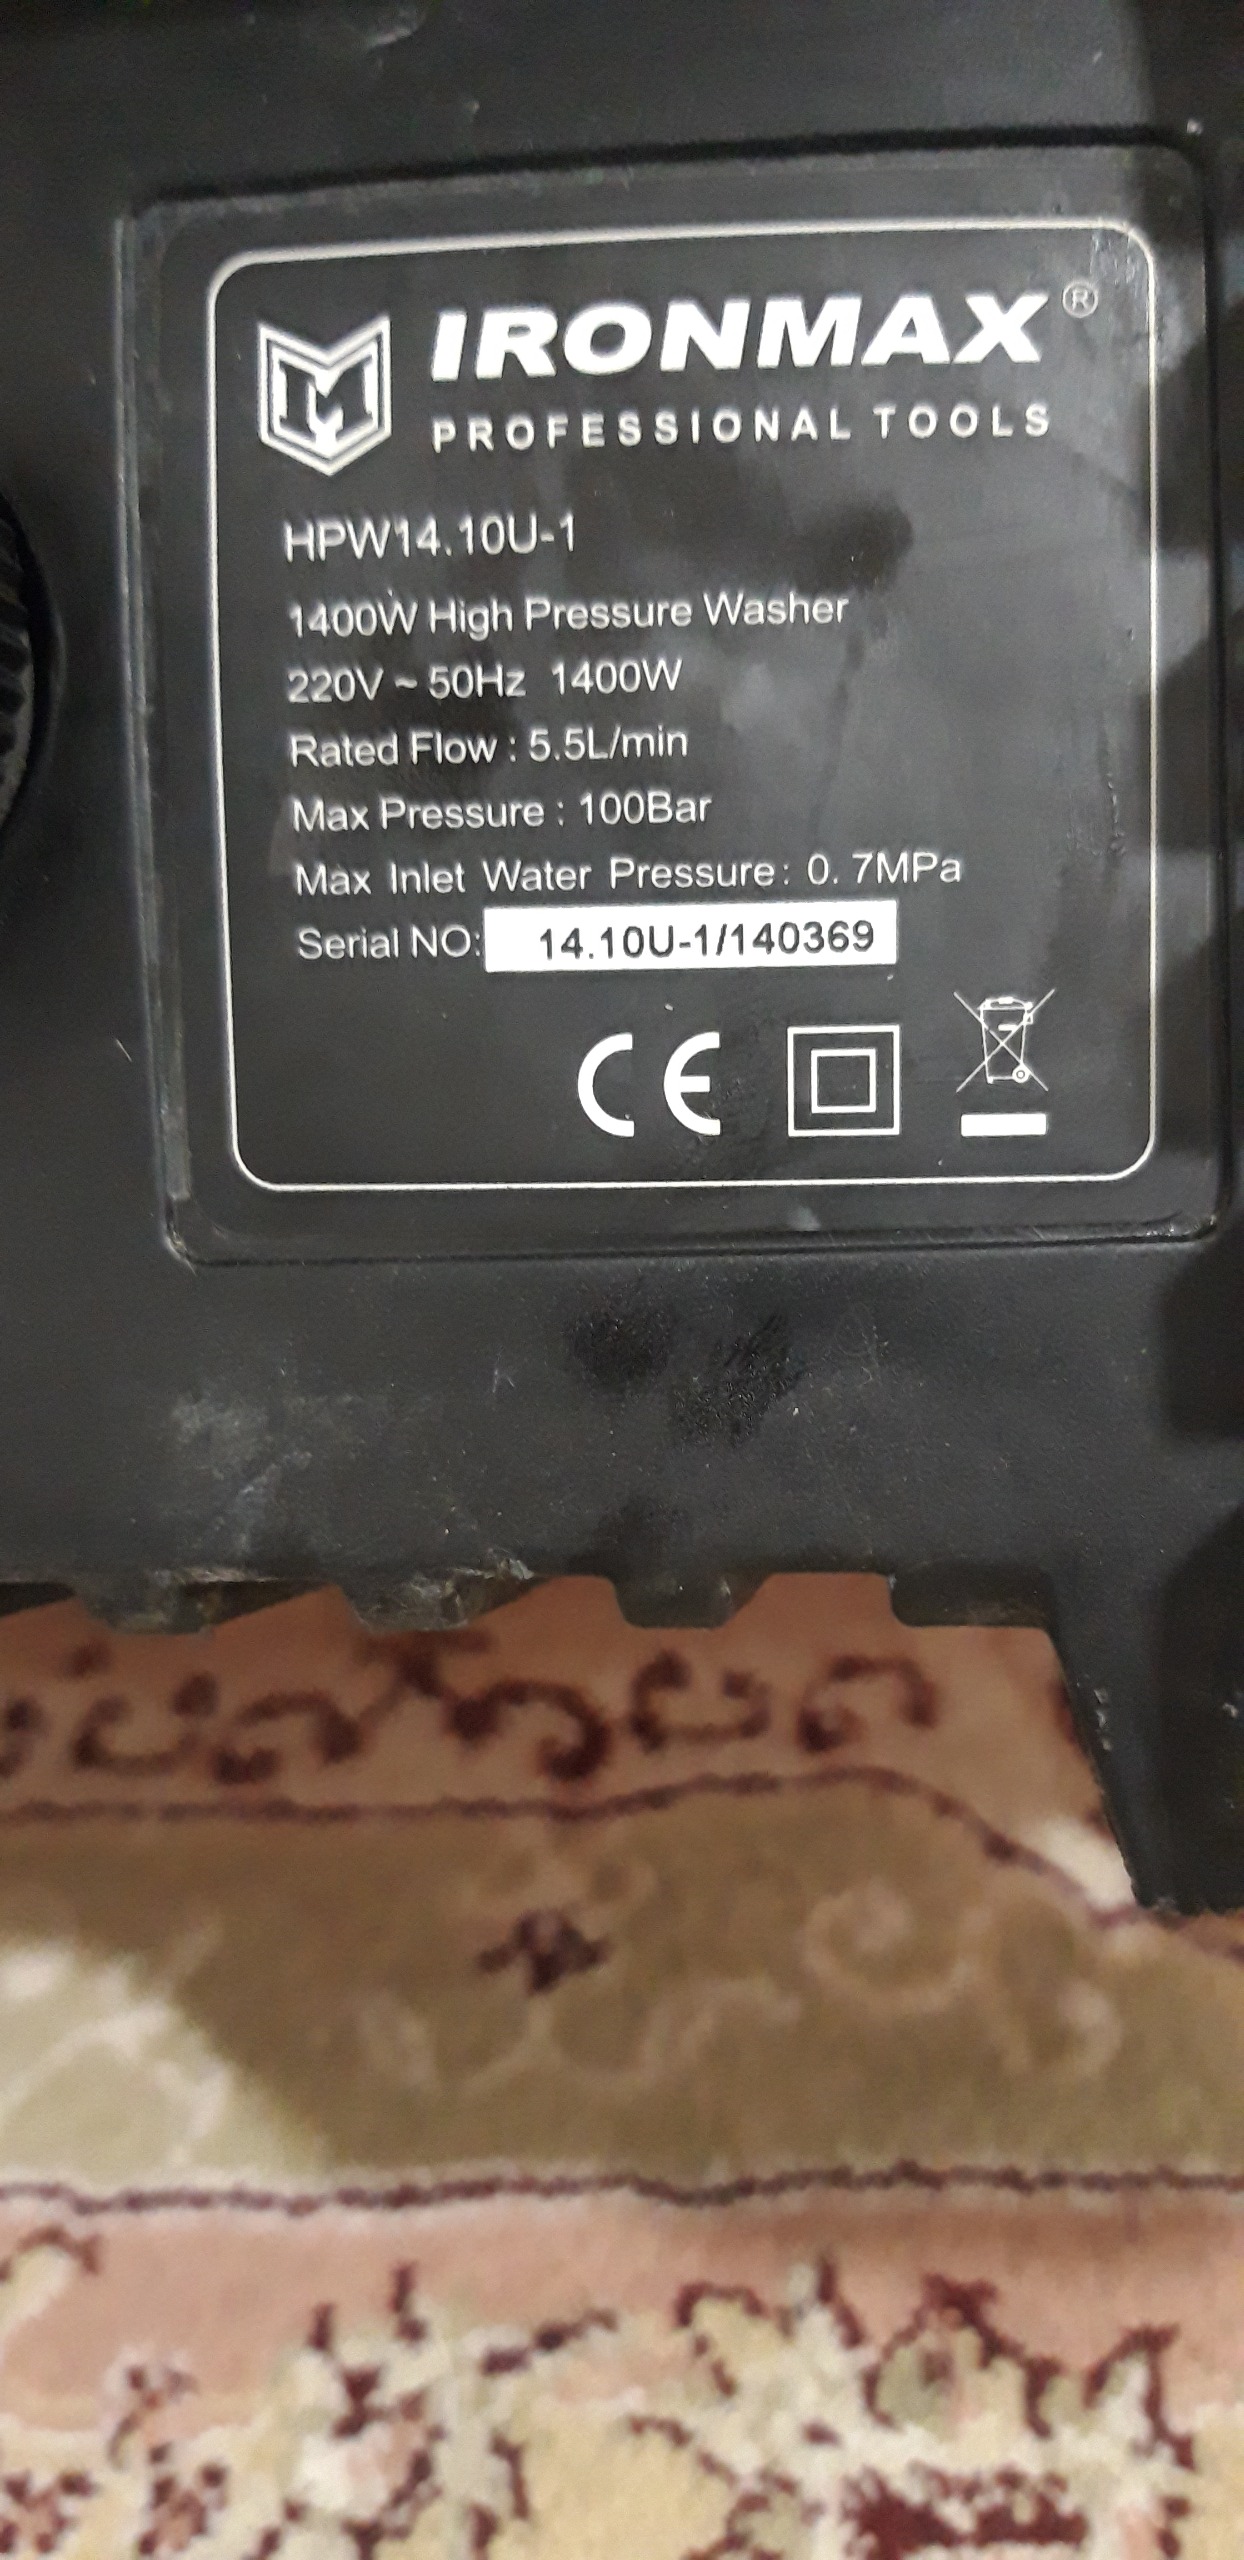 IRONMAX®
PROFESSIONAL TOOLS
HPW14.10U-1
1400W High Pressure Washer
220V ~ 50Hz 1400W
Rated Flow : 5.5L/min
Max Pressure : 100Bar
Max Inlet Water Pressure: 0. 7MPa
Serial NO: 14.10U-1/140369
CE